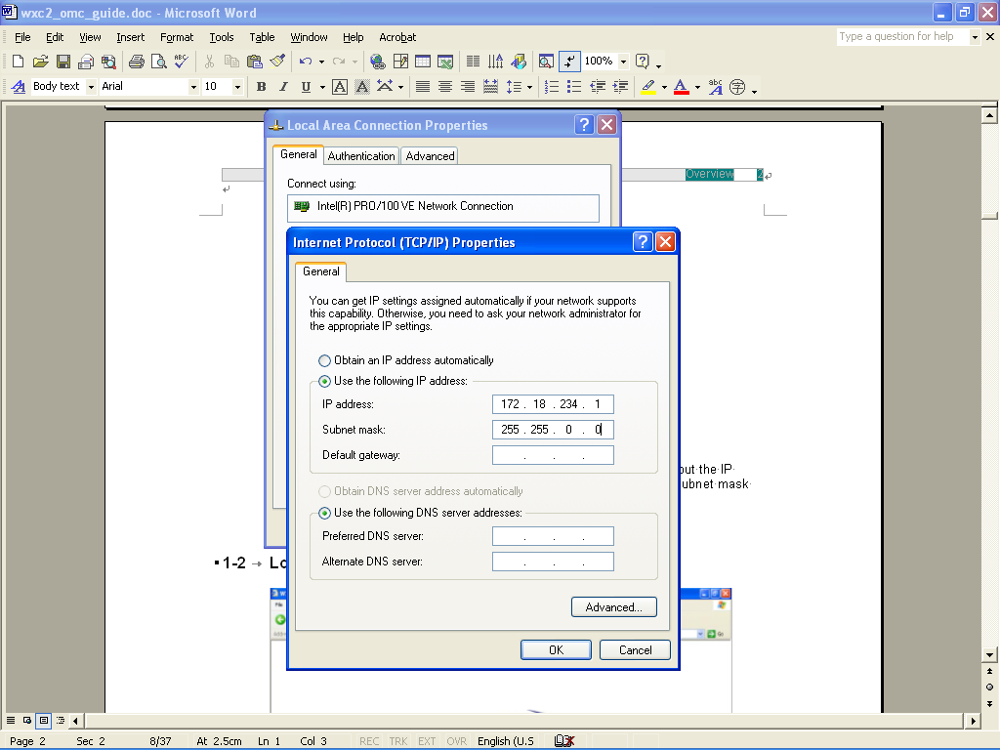 wxc2_omc_guide.doc - Microsoft Word
File Edit View Insert Format Tools Table Window Help Acrobat
Type a question for help
100%
Body text Arial 10 B I U A A
Local Area Connection Properties
General Authentication Advanced
Overview 2
Connect using:
Intel(R) PRO/100 VE Network Connection
Internet Protocol (TCP/IP) Properties
General
You can get IP settings assigned automatically if your network supports
this capability. Otherwise, you need to ask your network administrator for
the appropriate IP settings.
Obtain an IP address automatically
Use the following IP address:
IP address: 172 . 18 . 234 . 1
Subnet mask: 255 . 255 . 0 . 0
Default gateway: . . .
out the IP
ubnet mask
Obtain DNS server address automatically
Use the following DNS server addresses:
Preferred DNS server: . . .
Alternate DNS server: . . .
1-2 → Lo
Advanced...
OK Cancel
Page 2 Sec 2 8/37 At 2.5cm Ln 1 Col 3 REC TRK EXT OVR English (U.S